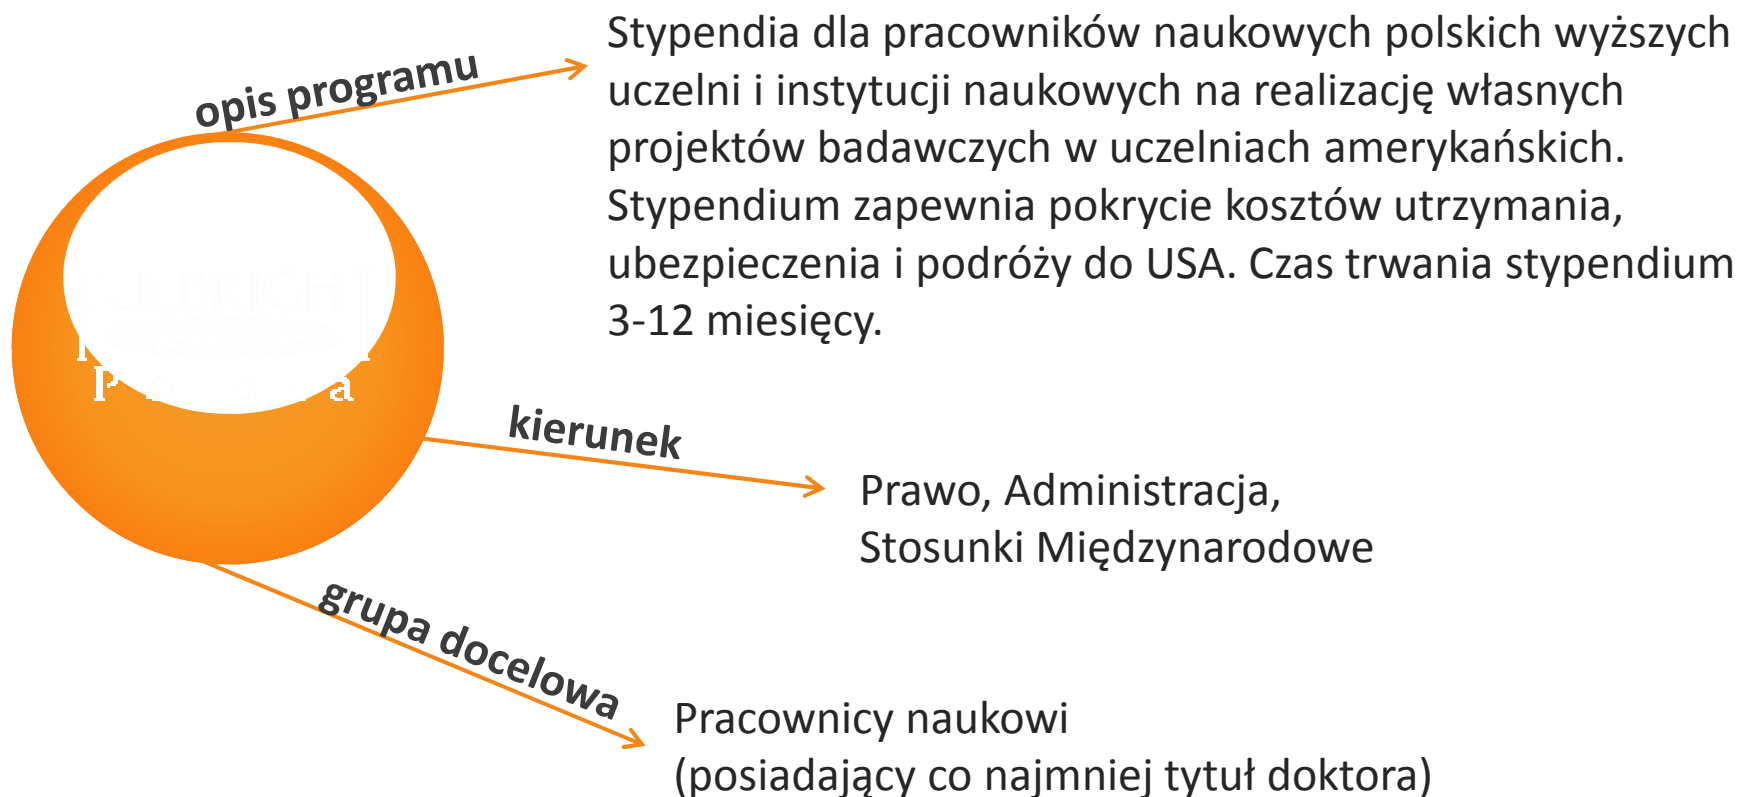 opis programu
Stypendia dla pracowników naukowych polskich wyższych
uczelni i instytucji naukowych na realizację własnych
projektów badawczych w uczelniach amerykańskich.
Stypendium zapewnia pokrycie kosztów utrzymania,
ubezpieczenia i podróży do USA. Czas trwania stypendium
3-12 miesięcy.
kierunek
Prawo, Administracja,
Stosunki Międzynarodowe
grupa docelowa
Pracownicy naukowi
(posiadający co najmniej tytuł doktora)